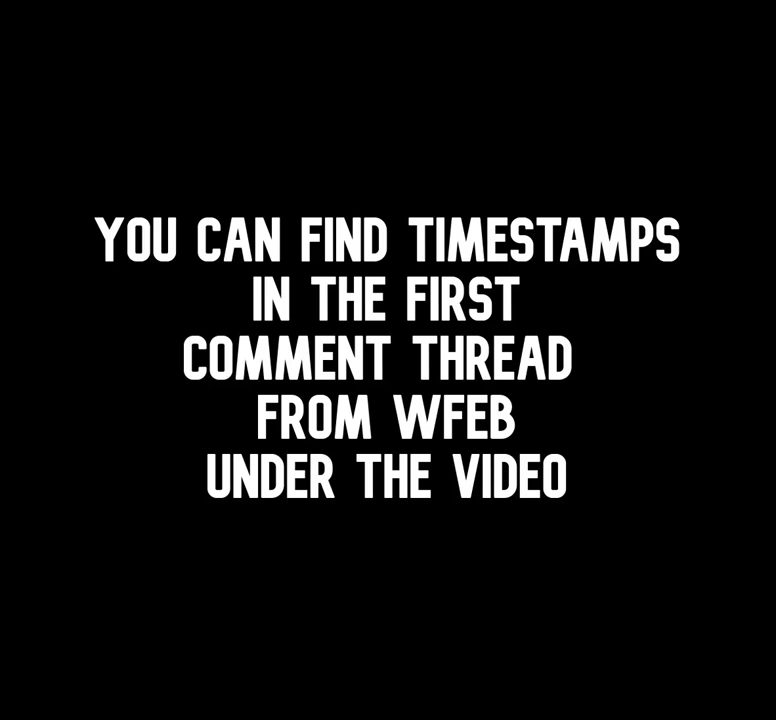 YOU CAN FIND TIMESTAMPS
IN THE FIRST
COMMENT THREAD
FROM WFEB
UNDER THE VIDEO